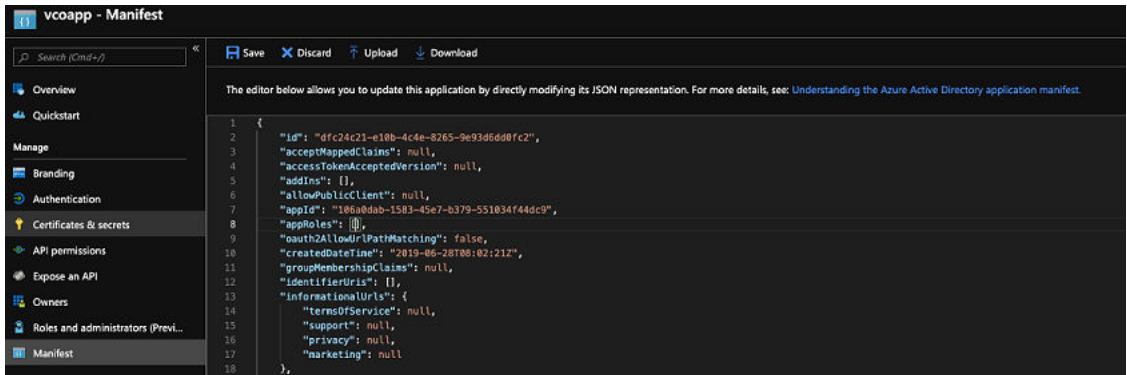 vcoapp - Manifest
Search (Cmd+/)
«
Save Discard Upload Download
Overview
Quickstart
Manage
Branding
Authentication
Certificates & secrets
API permissions
Expose an API
Owners
Roles and administrators (Previ...
Manifest
The editor below allows you to update this application by directly modifying its JSON representation. For more details, see: Understanding the Azure Active Directory application manifest.
1 {
2 "id": "dfc24c21-e10b-4c4e-8265-9e93d6dd0fc2",
3 "acceptMappedClaims": null,
4 "accessTokenAcceptedVersion": null,
5 "addIns": [],
6 "allowPublicClient": null,
7 "appId": "106a0dab-1583-45e7-b379-551034f44dc9",
8 "appRoles": [],
9 "oauth2AllowUrlPathMatching": false,
10 "createdDateTime": "2019-06-28T08:02:21Z",
11 "groupMembershipClaims": null,
12 "identifierUris": [],
13 "informationalUrls": {
14 "termsOfService": null,
15 "support": null,
16 "privacy": null,
17 "marketing": null
18 },